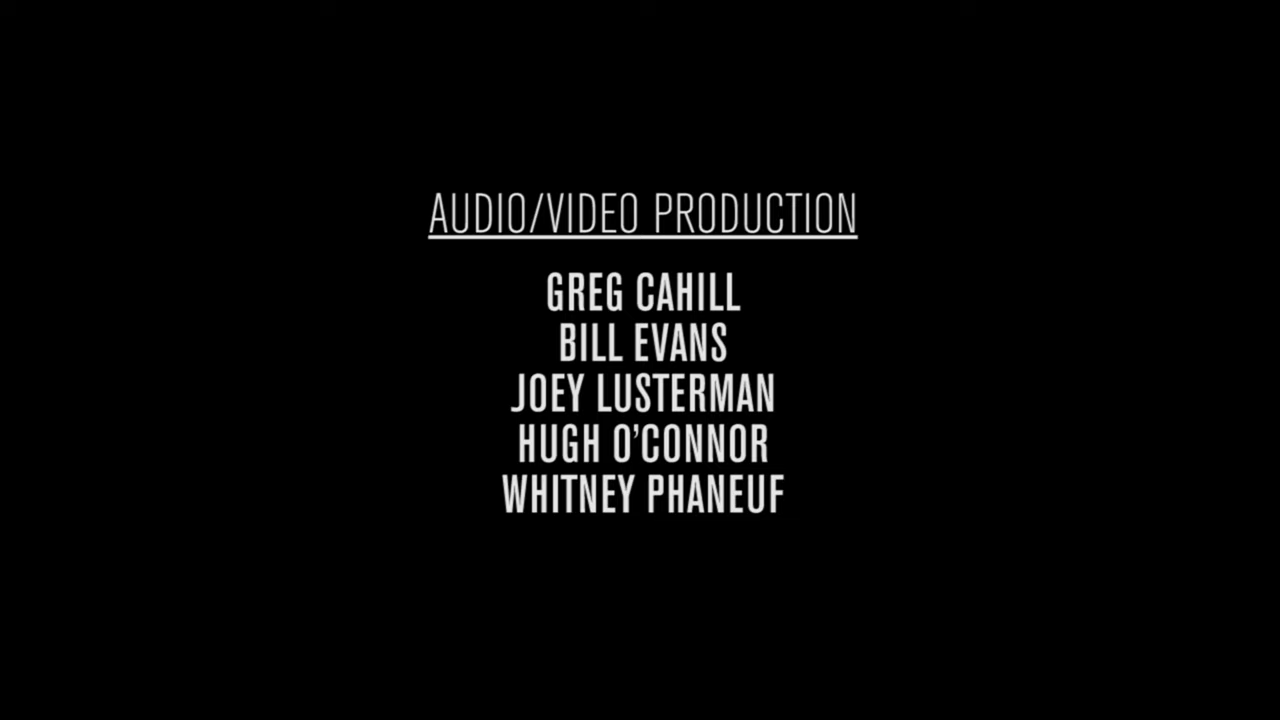 AUDIO/VIDEO PRODUCTION
GREG CAHILL
BILL EVANS
JOEY LUSTERMAN
HUGH O’CONNOR
WHITNEY PHANEUF